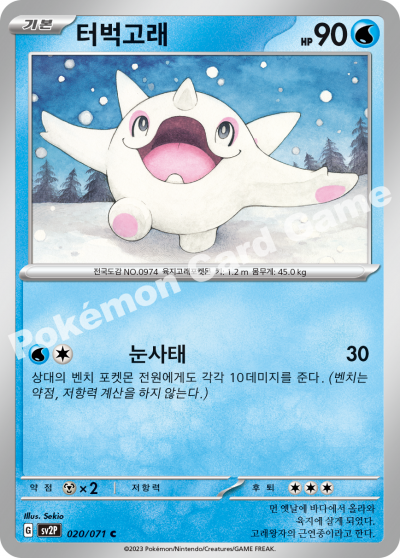 기본 터벅고래 HP 90
전국도감 NO.0974 육지고래포켓몬 키: 1.2 m 몸무게: 45.0 kg
눈사태 30
상대의 벤치 포켓몬 전원에게도 각각 10데미지를 준다. (벤치는
약점, 저항력 계산을 하지 않는다.)
약점 ×2 저항력 후퇴
Illus. Sekio
G SV2P 020/071 C
먼 옛날에 바다에서 올라와
육지에 살게 되었다.
고래왕자의 근연종이라고 한다.
©2023 Pokémon/Nintendo/Creatures/GAME FREAK.
Pokémon Card Game